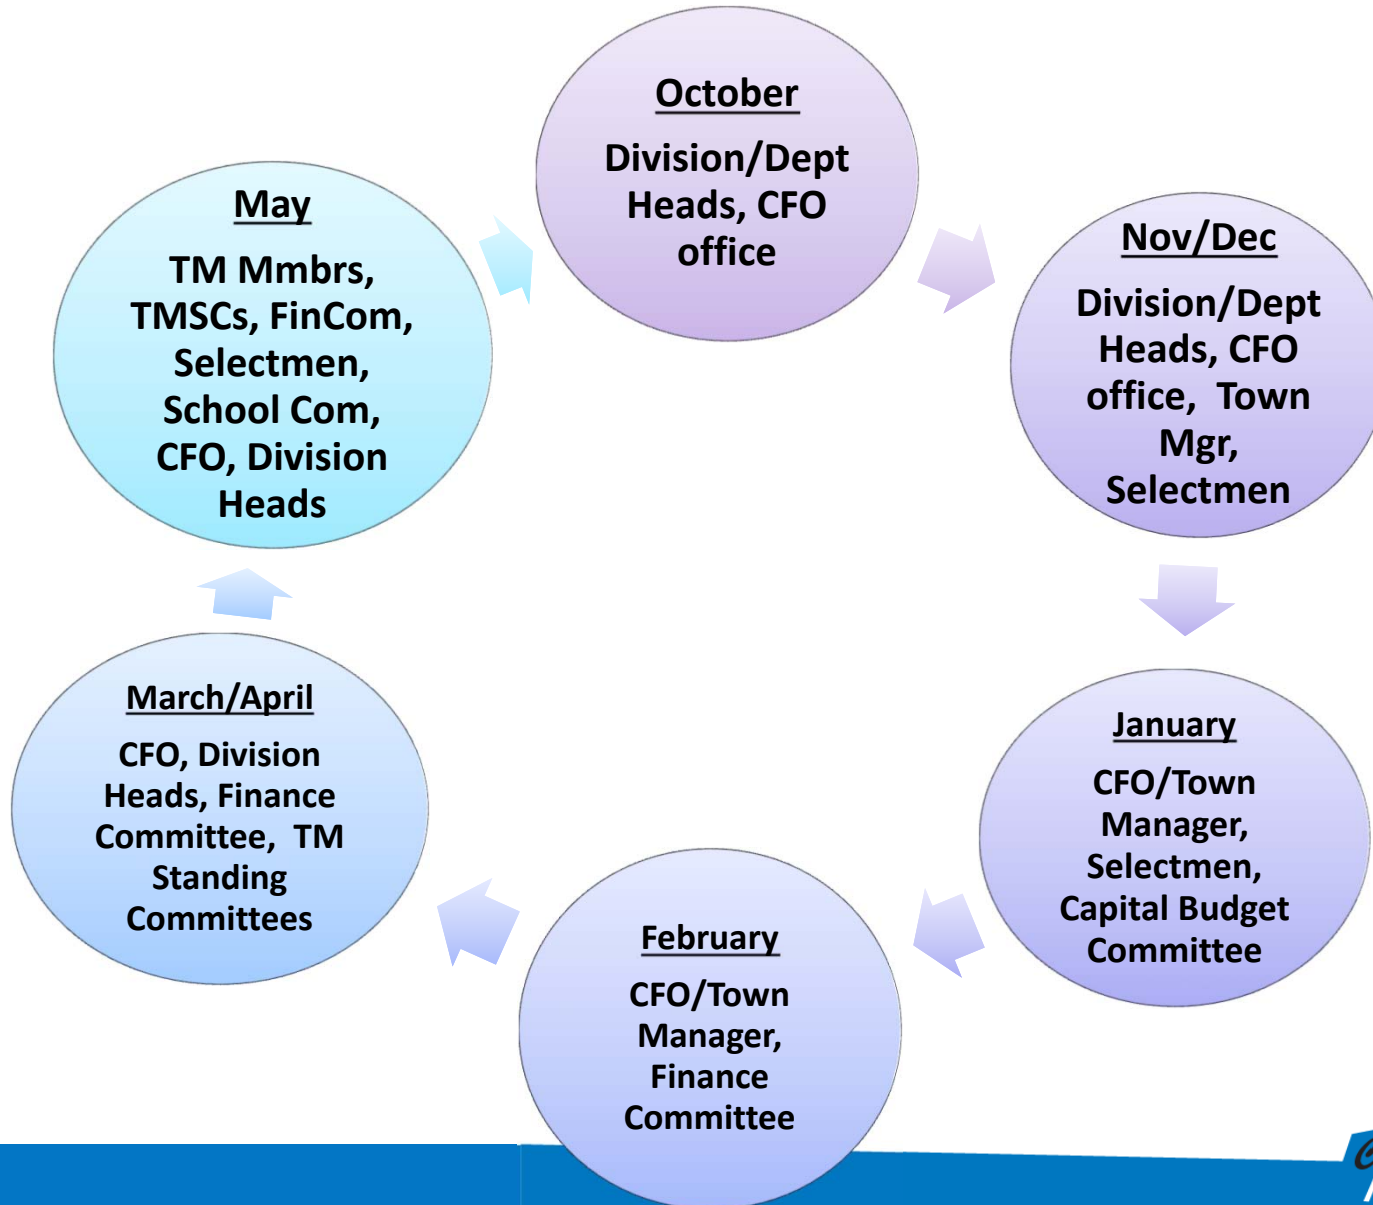 October
Division/Dept
Heads, CFO
office
Nov/Dec
Division/Dept
Heads, CFO
office, Town
Mgr,
Selectmen
January
CFO/Town
Manager,
Selectmen,
Capital Budget
Committee
February
CFO/Town
Manager,
Finance
Committee
March/April
CFO, Division
Heads, Finance
Committee, TM
Standing
Committees
May
TM Mmbrs,
TMSCs, FinCom,
Selectmen,
School Com,
CFO, Division
Heads